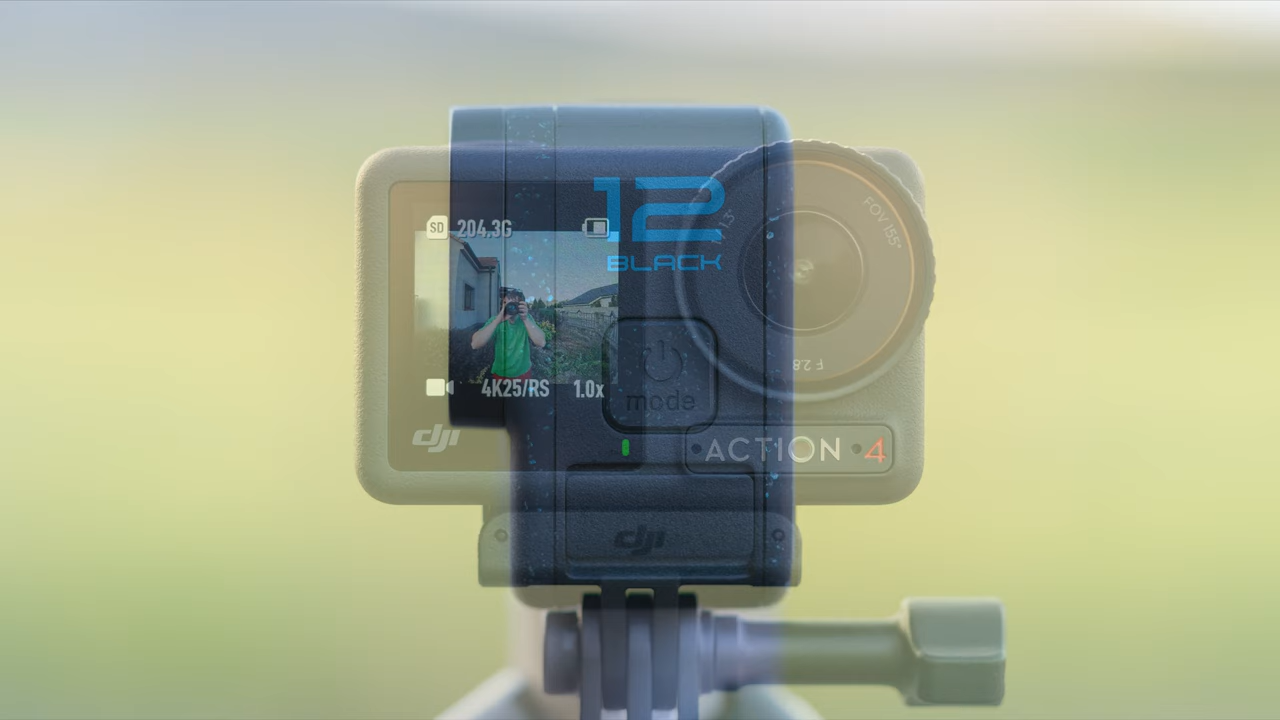 12
BLACK
SD 204.3G
FOV 155°
4K25/RS 1.0x
F 2.8
mode
dji
ACTION 4
dji